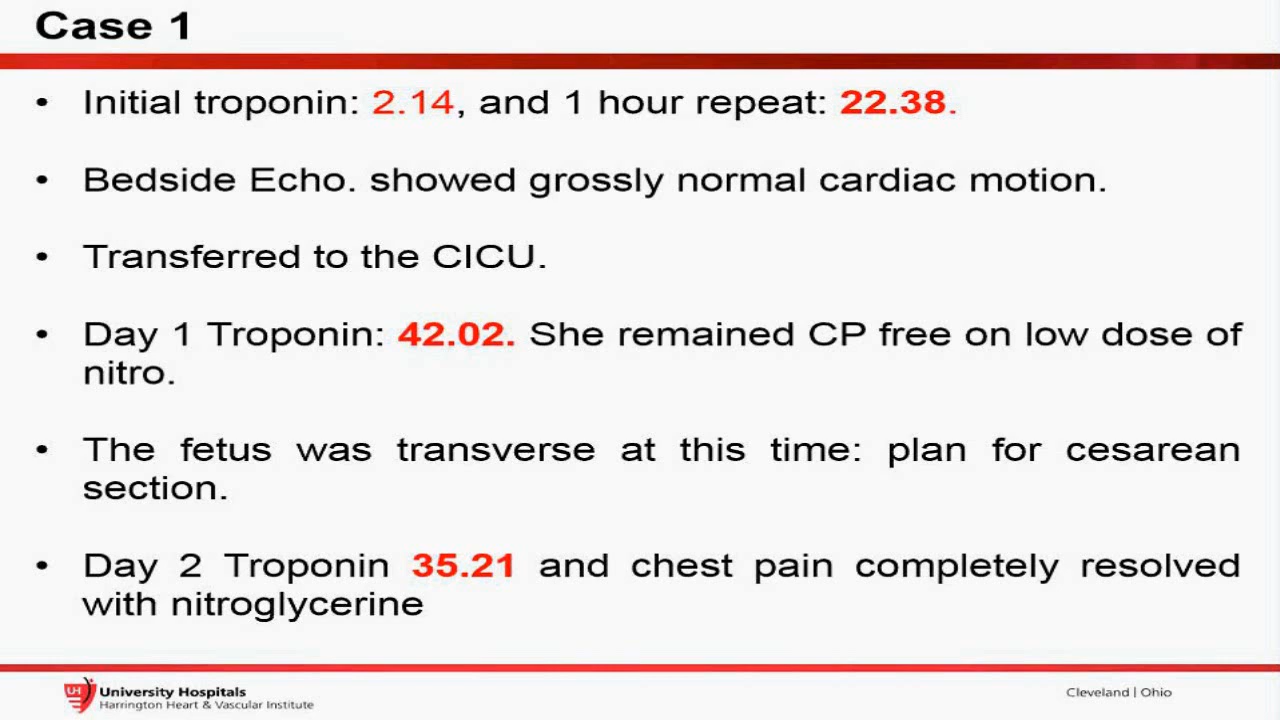 Case 1
• Initial troponin: 2.14, and 1 hour repeat: 22.38.
• Bedside Echo. showed grossly normal cardiac motion.
• Transferred to the CICU.
• Day 1 Troponin: 42.02. She remained CP free on low dose of
nitro.
• The fetus was transverse at this time: plan for cesarean
section.
• Day 2 Troponin 35.21 and chest pain completely resolved
with nitroglycerine
UH
University Hospitals
Harrington Heart & Vascular Institute
Cleveland | Ohio